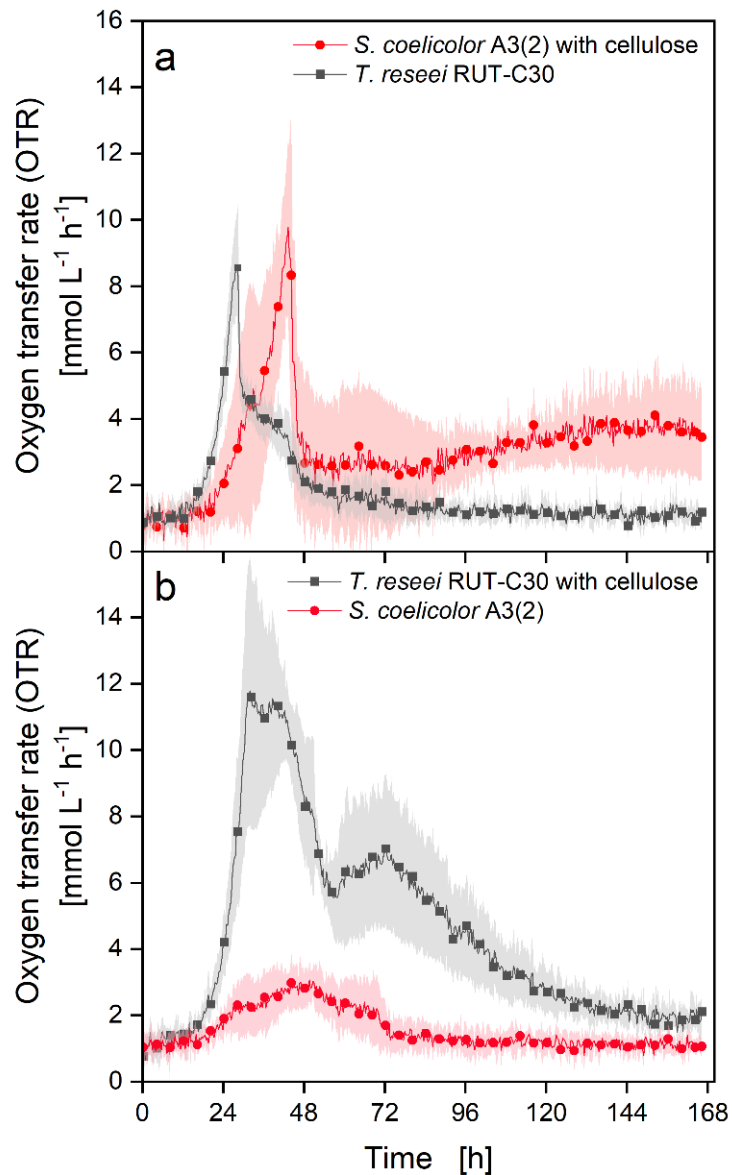 a
S. coelicolor A3(2) with cellulose
T. reseei RUT-C30
Oxygen transfer rate (OTR)
[mmol L⁻¹ h⁻¹]
16
14
12
10
8
6
4
2
0
b
T. reseei RUT-C30 with cellulose
S. coelicolor A3(2)
Oxygen transfer rate (OTR)
[mmol L⁻¹ h⁻¹]
14
12
10
8
6
4
2
0
0 24 48 72 96 120 144 168
Time [h]